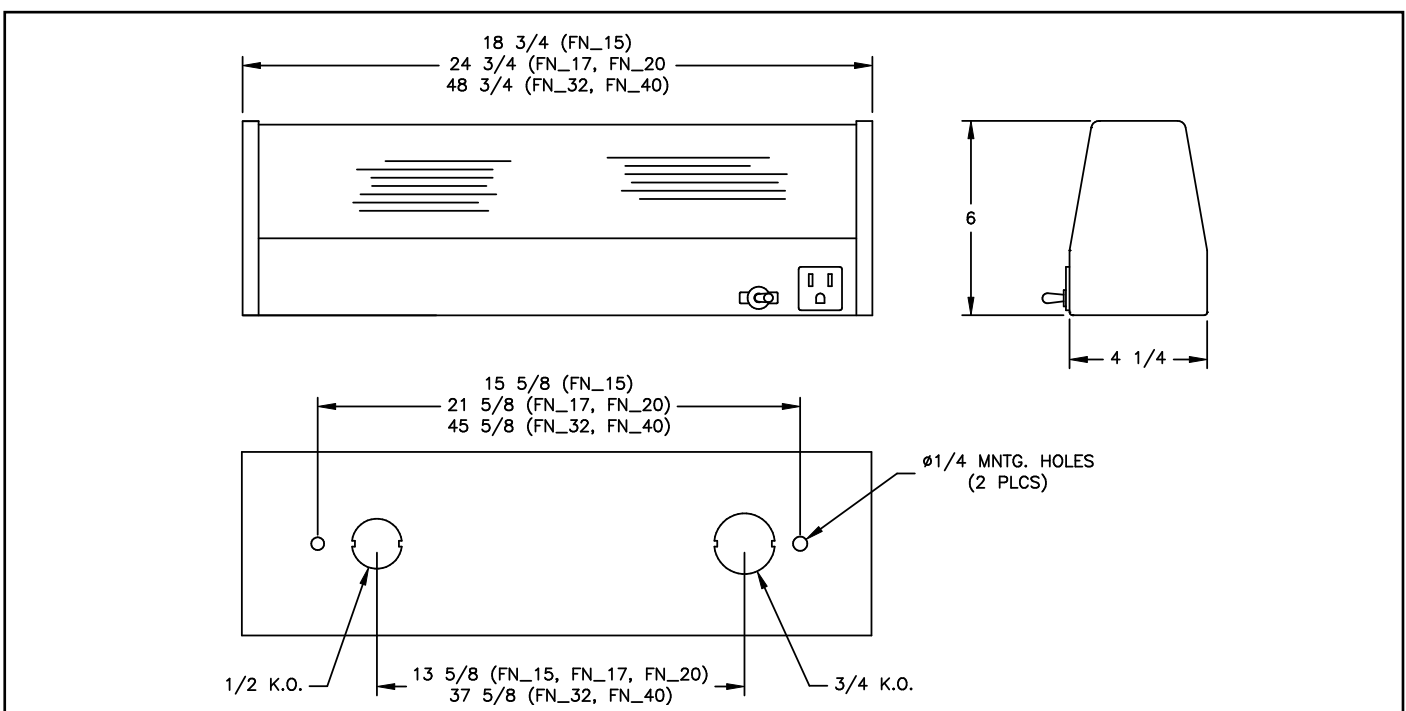 18 3/4 (FN_15)
24 3/4 (FN_17, FN_20
48 3/4 (FN_32, FN_40)
6
4 1/4
15 5/8 (FN_15)
21 5/8 (FN_17, FN_20)
45 5/8 (FN_32, FN_40)
ø1/4 MNTG. HOLES
(2 PLCS)
1/2 K.O.
13 5/8 (FN_15, FN_17, FN_20)
37 5/8 (FN_32, FN_40)
3/4 K.O.